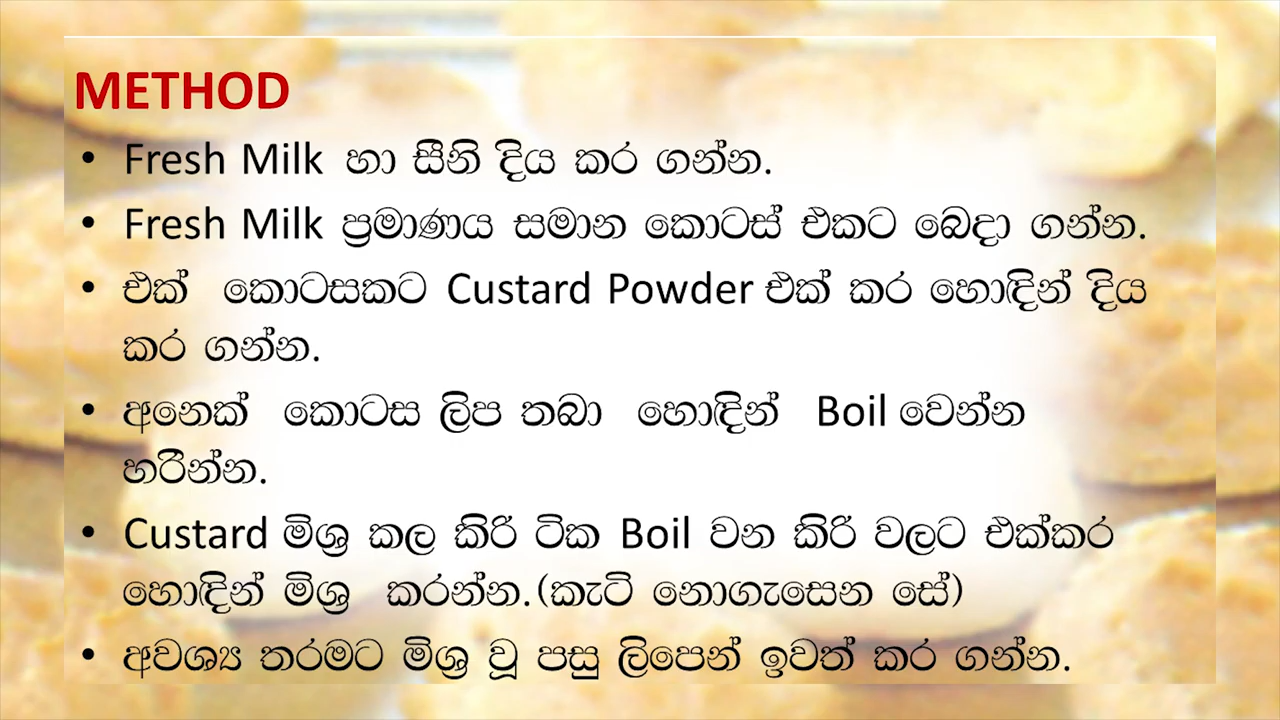 METHOD
• Fresh Milk හා සීනි දිය කර ගන්න.
• Fresh Milk ප්‍රමාණය සමාන කොටස් එකට බෙදා ගන්න.
• එක් කොටසකට Custard Powder එක් කර හොඳින් දිය
කර ගන්න.
• අනෙක් කොටස ලිප තබා හොඳින් Boil වෙන්න
හරින්න.
• Custard මිශ්‍ර කල කිරි ටික Boil වන කිරි වලට එක්කර
හොඳින් මිශ්‍ර කරන්න.(කැටි නොගැසෙන සේ)
• අවශ්‍ය තරමට මිශ්‍ර වූ පසු ලිපෙන් ඉවත් කර ගන්න.